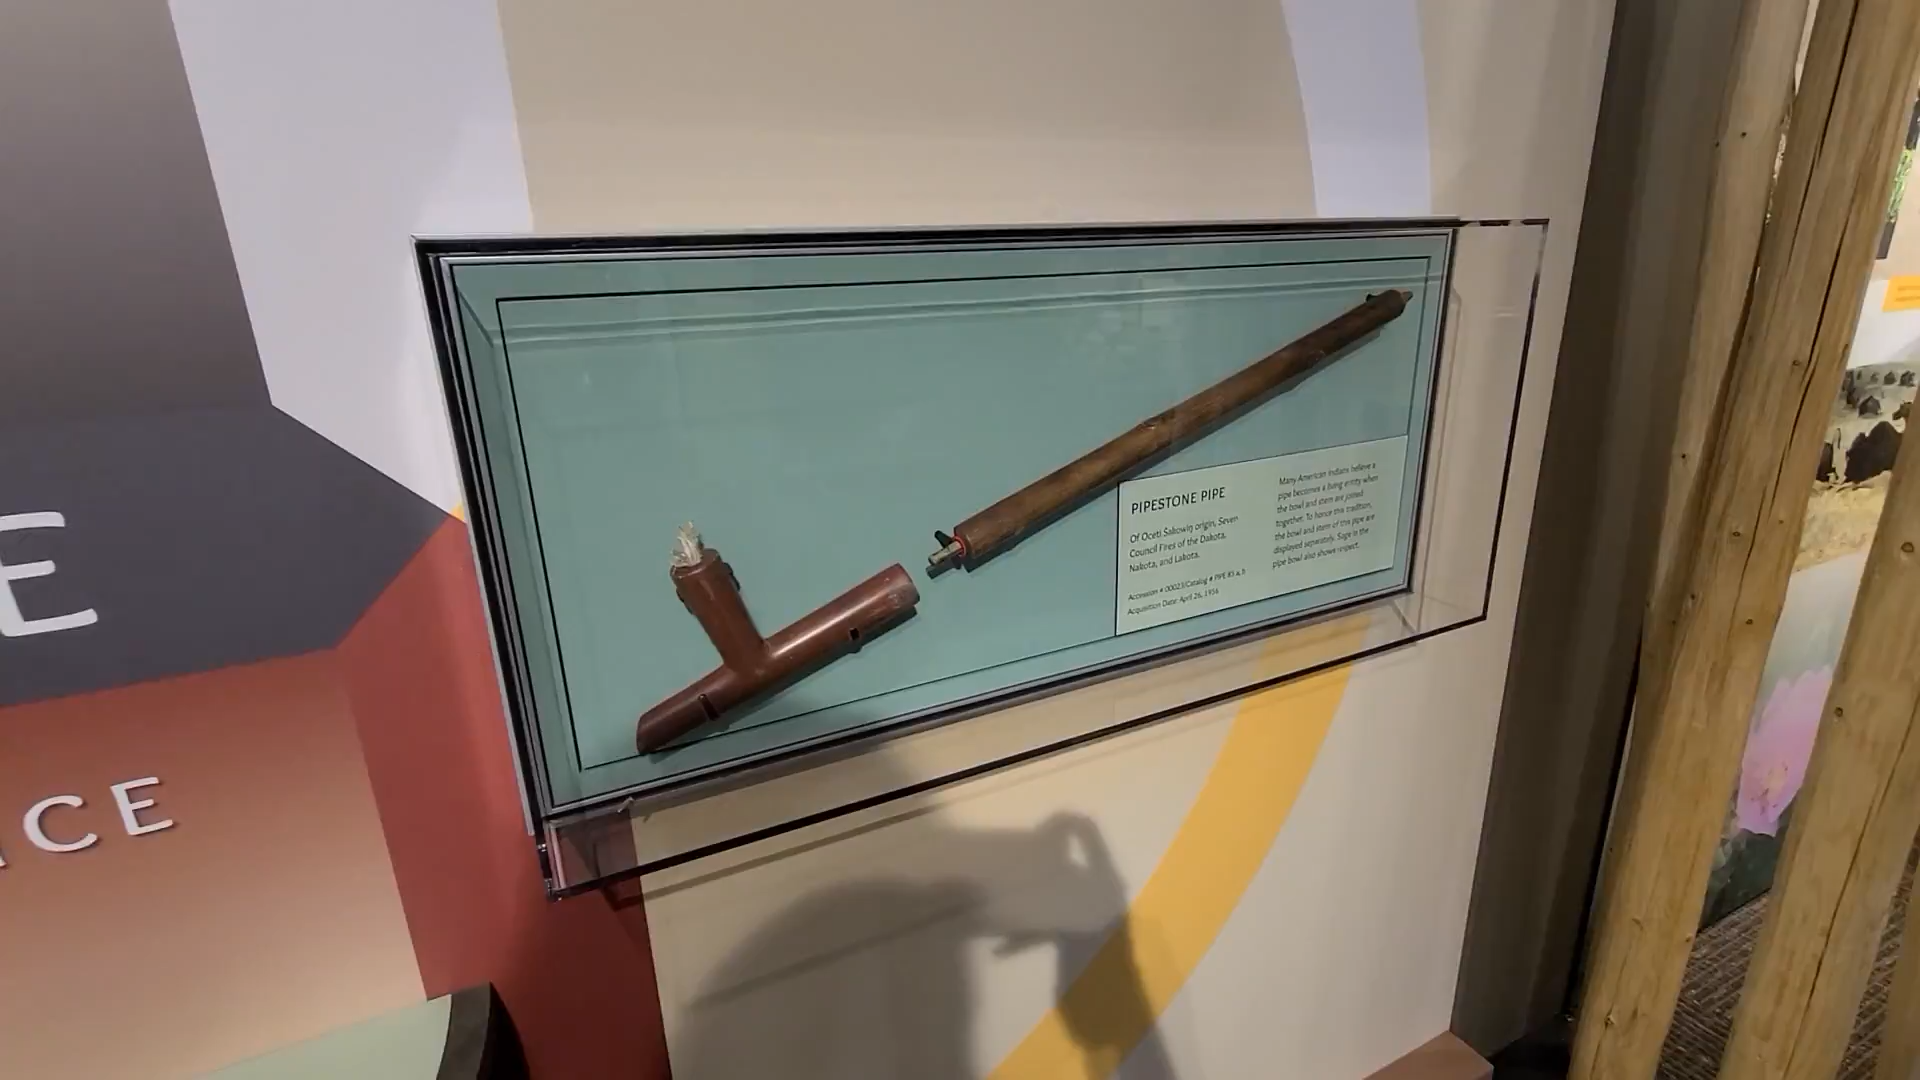 E
CE
PIPESTONE PIPE
Of Oceti Sakowin origin, Seven
Council Fires of the Dakota,
Nakota, and Lakota.
Accession # 00023/Catalog # PIPE 83 a, b
Acquisition Date: April 26, 1956
Many American Indians believe a
pipe becomes a living entity when
the bowl and stem are joined
together. To honor this tradition,
the bowl and stem of this pipe are
displayed separately. Sage in the
pipe bowl also shows respect.